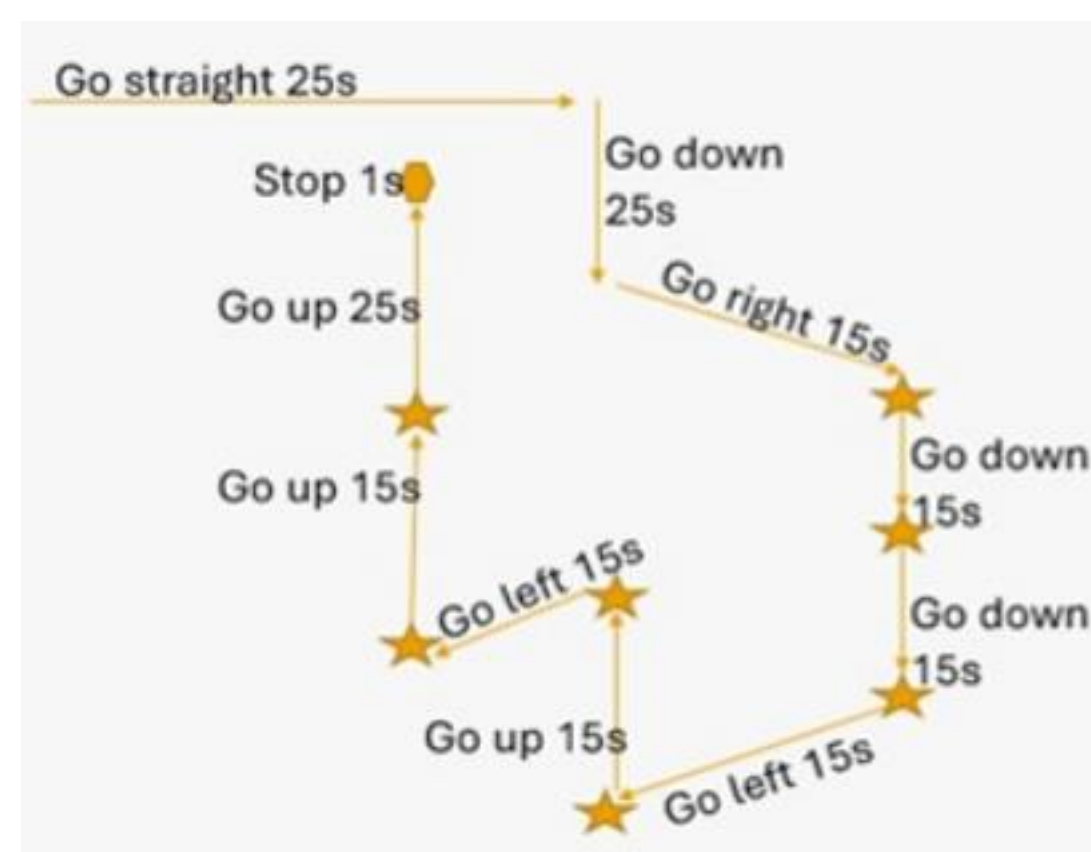 Go straight 25s
Go down
25s
Go right 15s
Go down
15s
Go down
15s
Go left 15s
Go up 15s
Go left 15s
Go up 15s
Go up 25s
Stop 1s